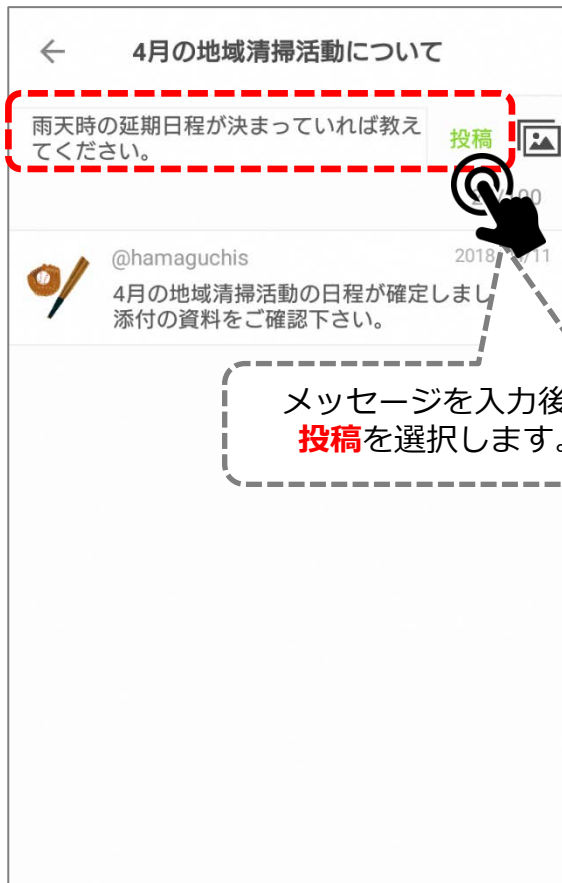 4月の地域清掃活動について
雨天時の延期日程が決まっていれば教え
てください。
投稿
@hamaguchis
2018
11
4月の地域清掃活動の日程が確定しまし
添付の資料をご確認下さい。
メッセージを入力後
投稿を選択します。